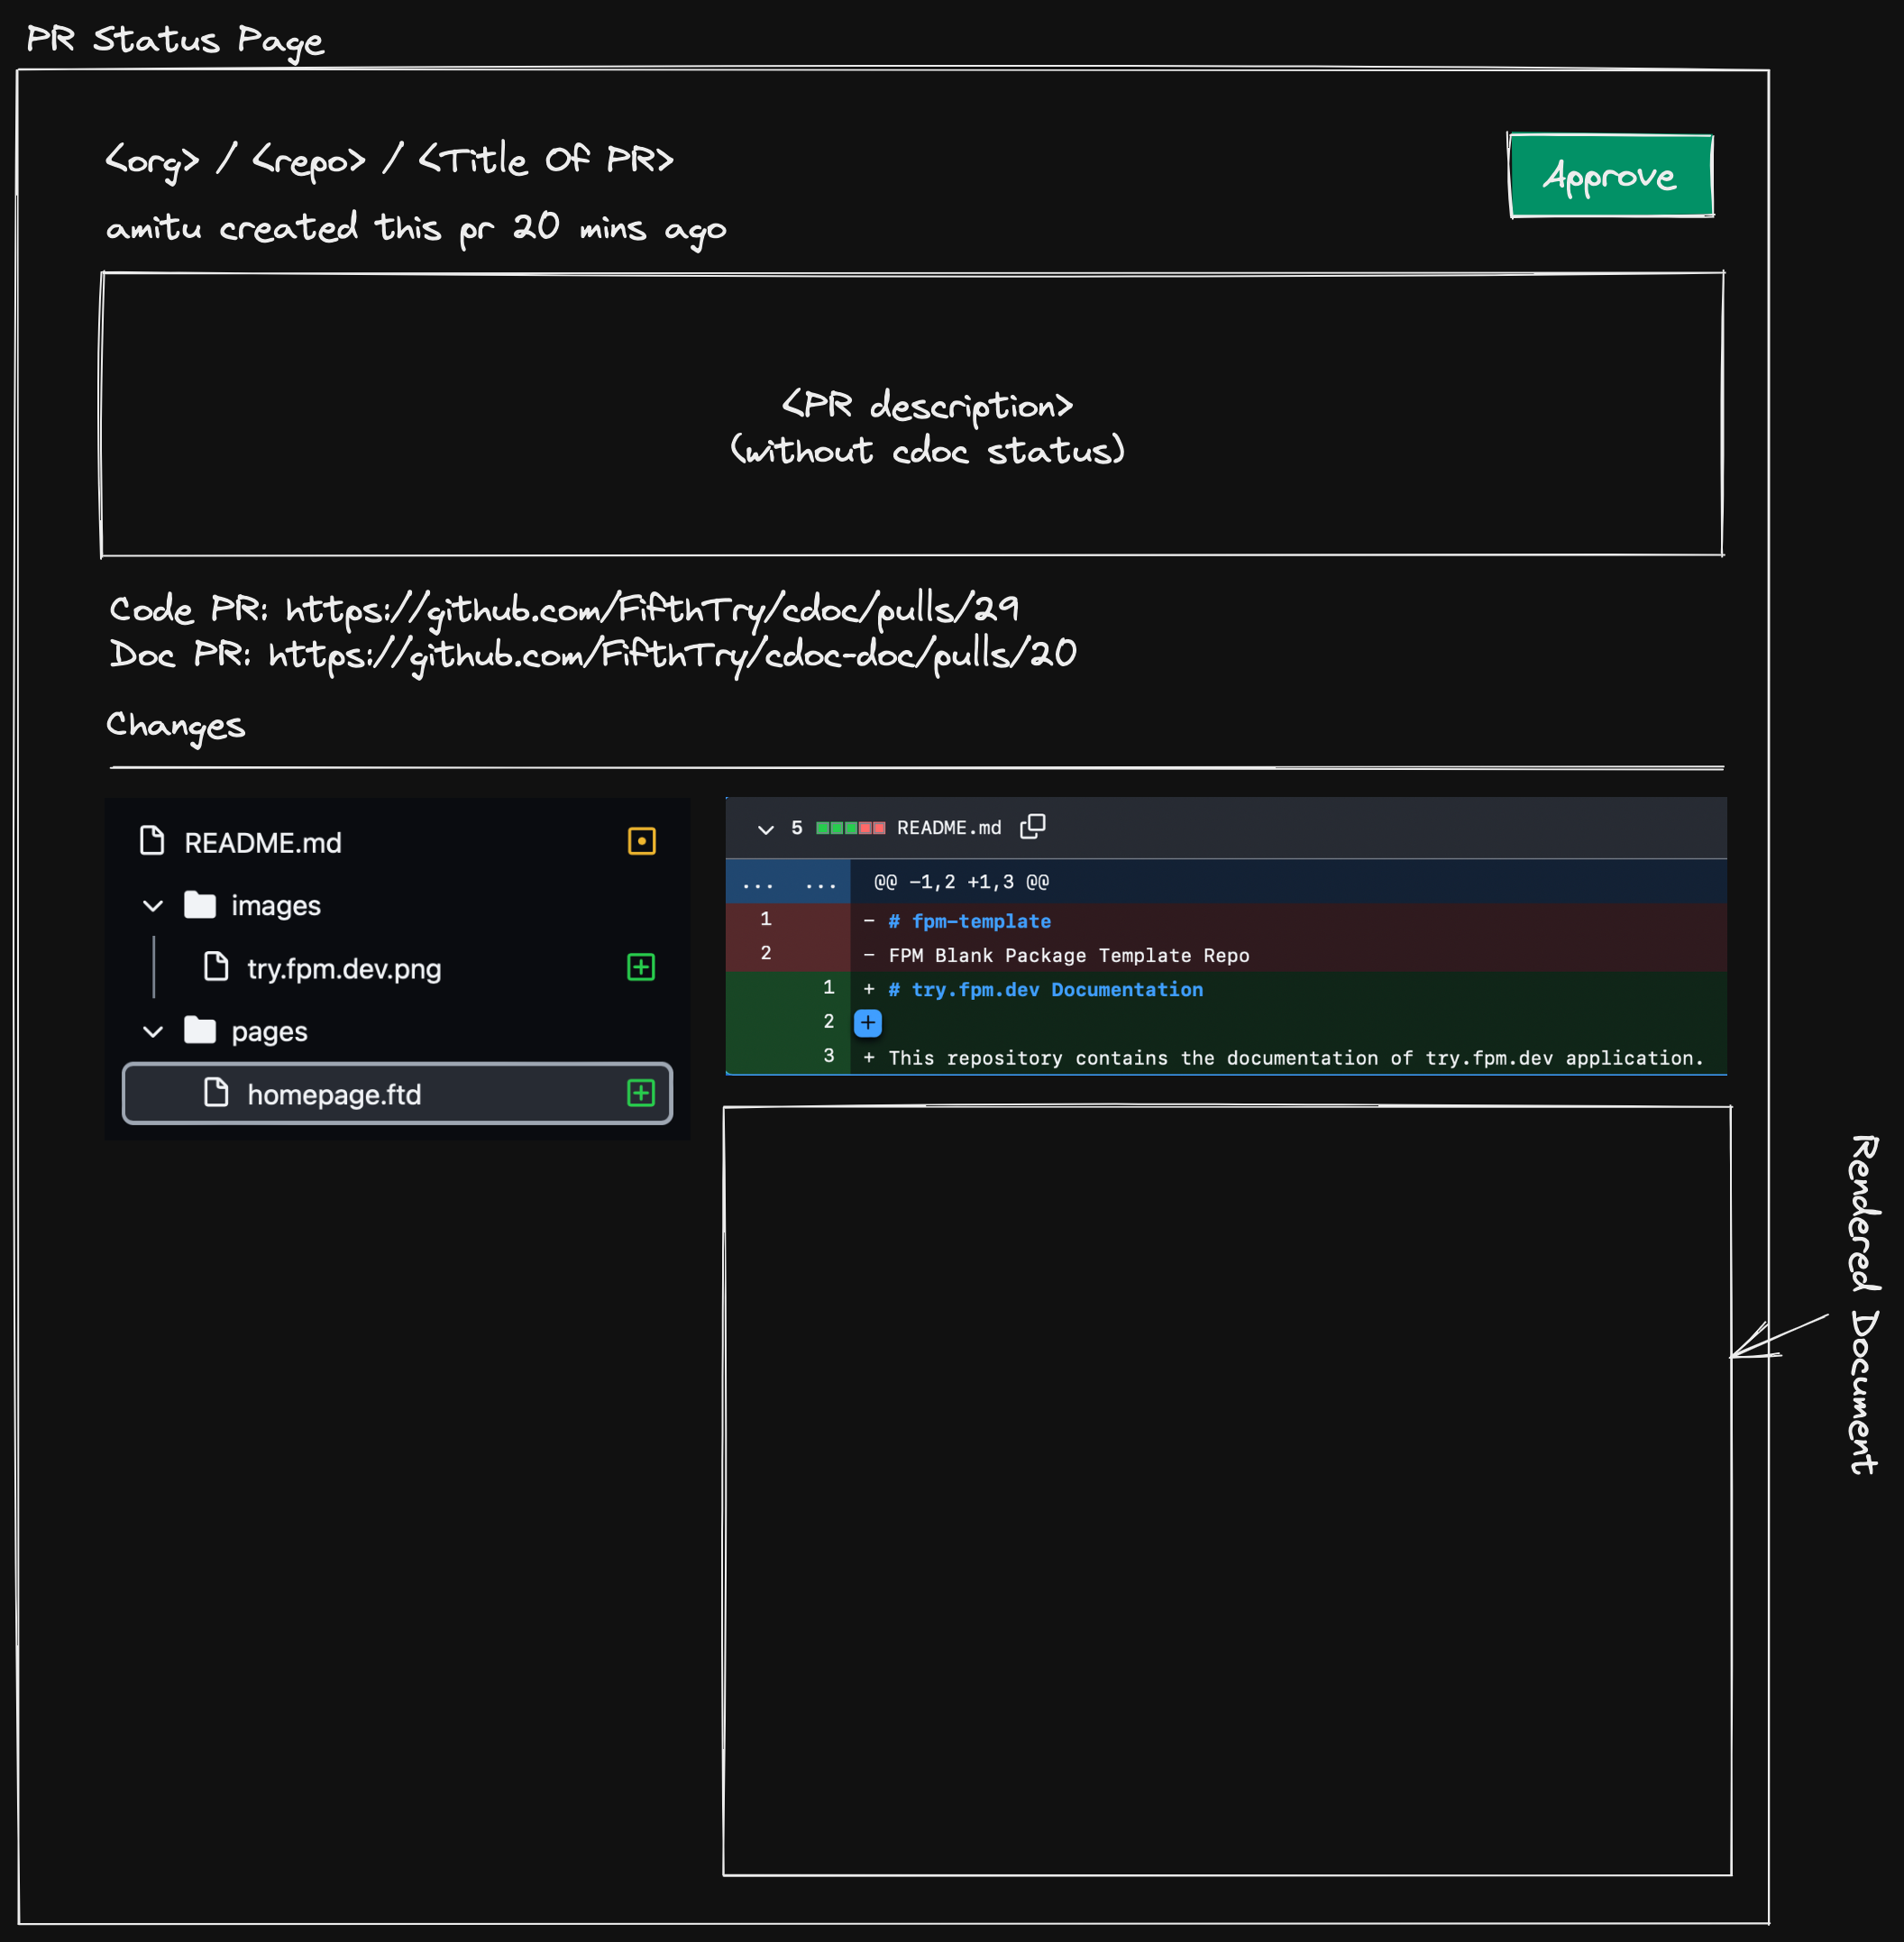 PR Status Page
<org> / <repo> / <Title Of PR>
Approve
amitu created this pr 20 mins ago
<PR description>
(without cdoc status)
Code PR: https://github.com/FifthTry/cdoc/pulls/29
Doc PR: https://github.com/FifthTry/cdoc-doc/pulls/20
Changes
README.md
images
try.fpm.dev.png
pages
homepage.ftd
5 README.md
... ... @@ -1,2 +1,3 @@
1 - # fpm-template
2 - FPM Blank Package Template Repo
1 + # try.fpm.dev Documentation
2 +
3 + This repository contains the documentation of try.fpm.dev application.
Rendered Document